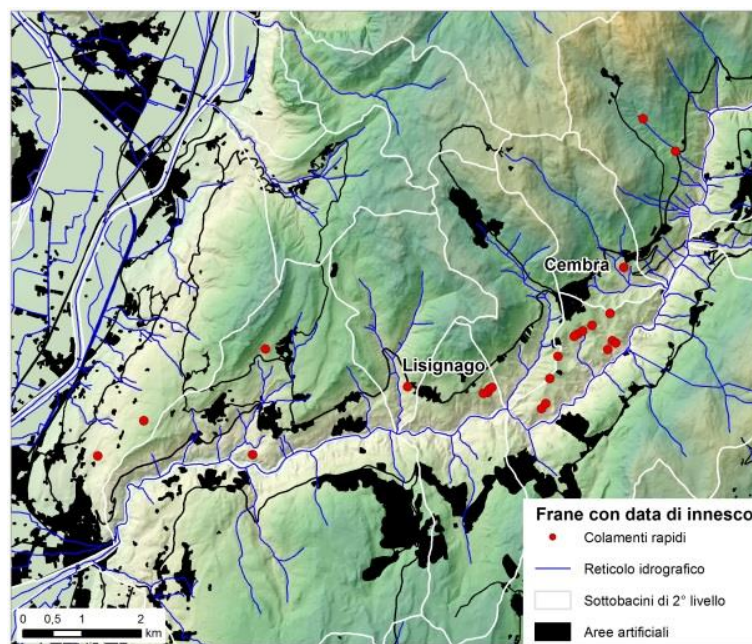 Cembra
Lisignago
Frane con data di innesco
Colamenti rapidi
Reticolo idrografico
Sottobacini di 2° livello
Aree artificiali
0 0,5 1 2
km